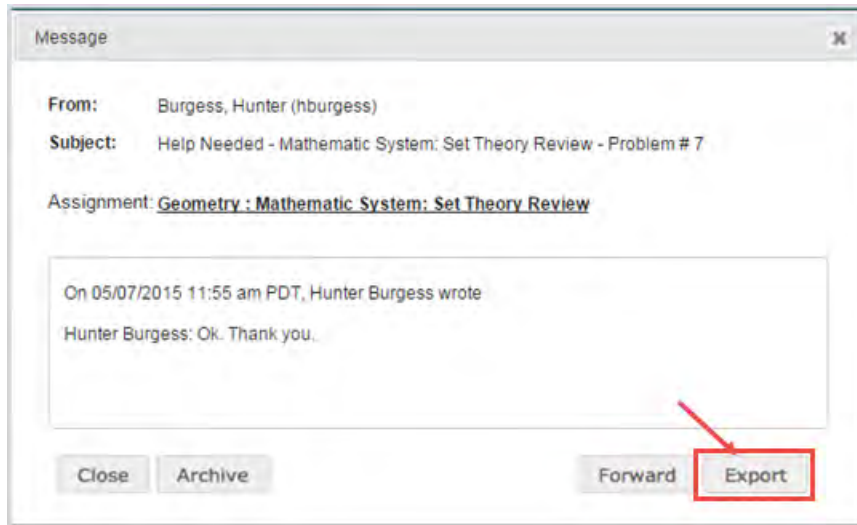 Message
From: Burgess, Hunter (hburgess)
Subject: Help Needed - Mathematic System: Set Theory Review - Problem # 7
Assignment: Geometry : Mathematic System: Set Theory Review
On 05/07/2015 11:55 am PDT, Hunter Burgess wrote
Hunter Burgess: Ok. Thank you.
Close Archive Forward Export